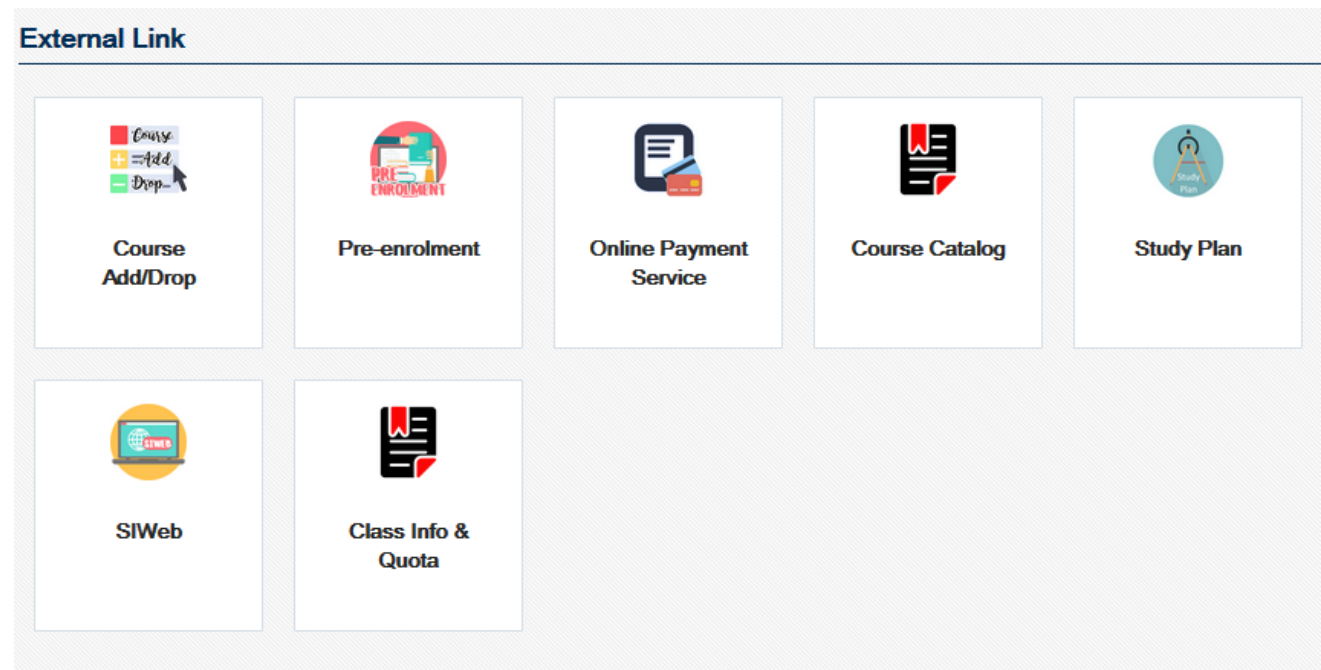 External Link
Course
=Add
Drop
Course
Add/Drop
PRE-
ENROLMENT
Pre-enrolment
Online Payment
Service
Course Catalog
Study
Plan
Study Plan
SIWEB
SIWeb
Class Info &
Quota